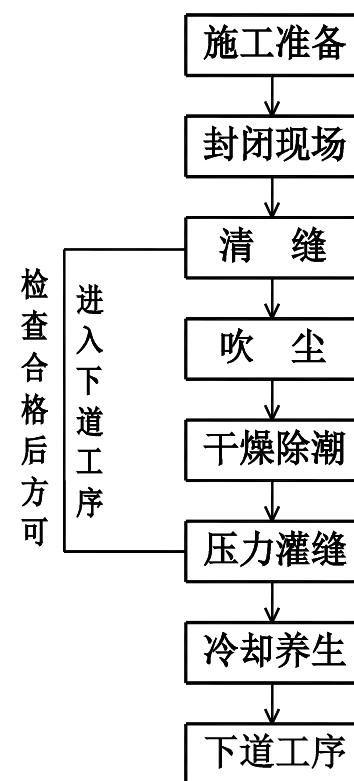 施工准备
封闭现场
清 缝
吹 尘
干燥除潮
压力灌缝
冷却养生
下道工序
检查合格后方可
进入下道工序